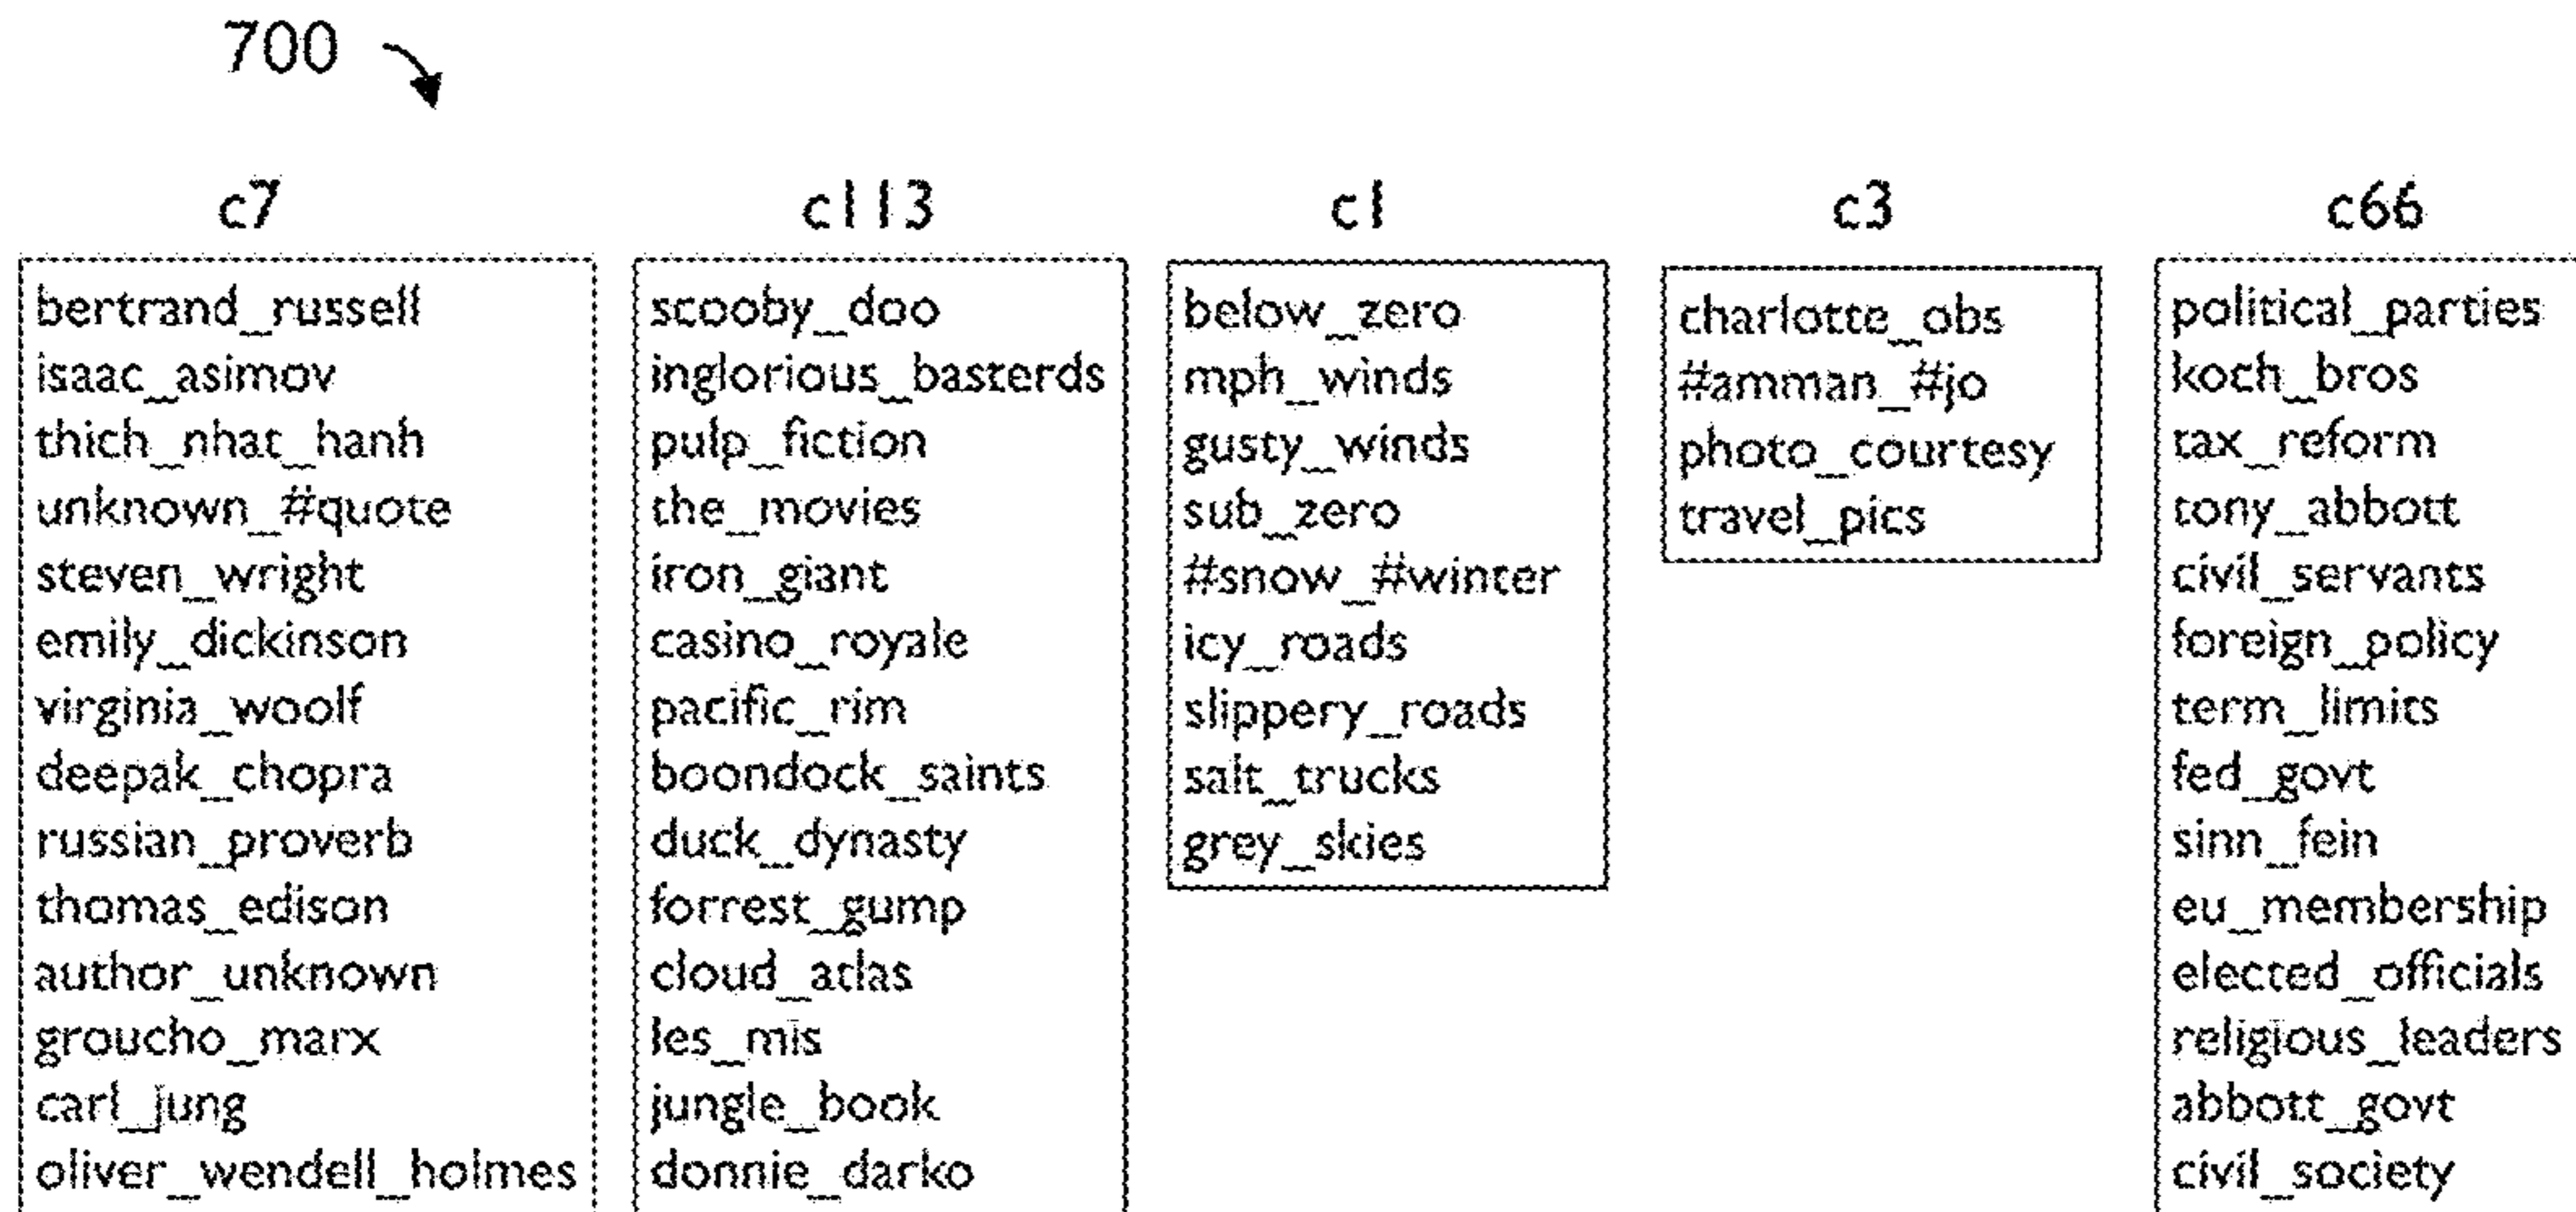 700
c7
bertrand_russell
isaac_asimov
thich_nhat_hanh
unknown_#quote
steven_wright
emily_dickinson
virginia_woolf
deepak_chopra
russian_proverb
thomas_edison
author_unknown
groucho_marx
carl_jung
oliver_wendell_holmes
c113
scooby_doo
inglorious_basterds
pulp_fiction
the_movies
iron_giant
casino_royale
pacific_rim
boondock_saints
duck_dynasty
forrest_gump
cloud_atlas
les_mis
jungle_book
donnie_darko
c1
below_zero
mph_winds
gusty_winds
sub_zero
#snow_#winter
icy_roads
slippery_roads
salt_trucks
grey_skies
c3
charlotte_obs
#amman_#jo
photo_courtesy
travel_pics
c66
political_parties
koch_bros
tax_reform
tony_abbott
civil_servants
foreign_policy
term_limits
fed_govt
sinn_fein
eu_membership
elected_officials
religious_leaders
abbott_govt
civil_society